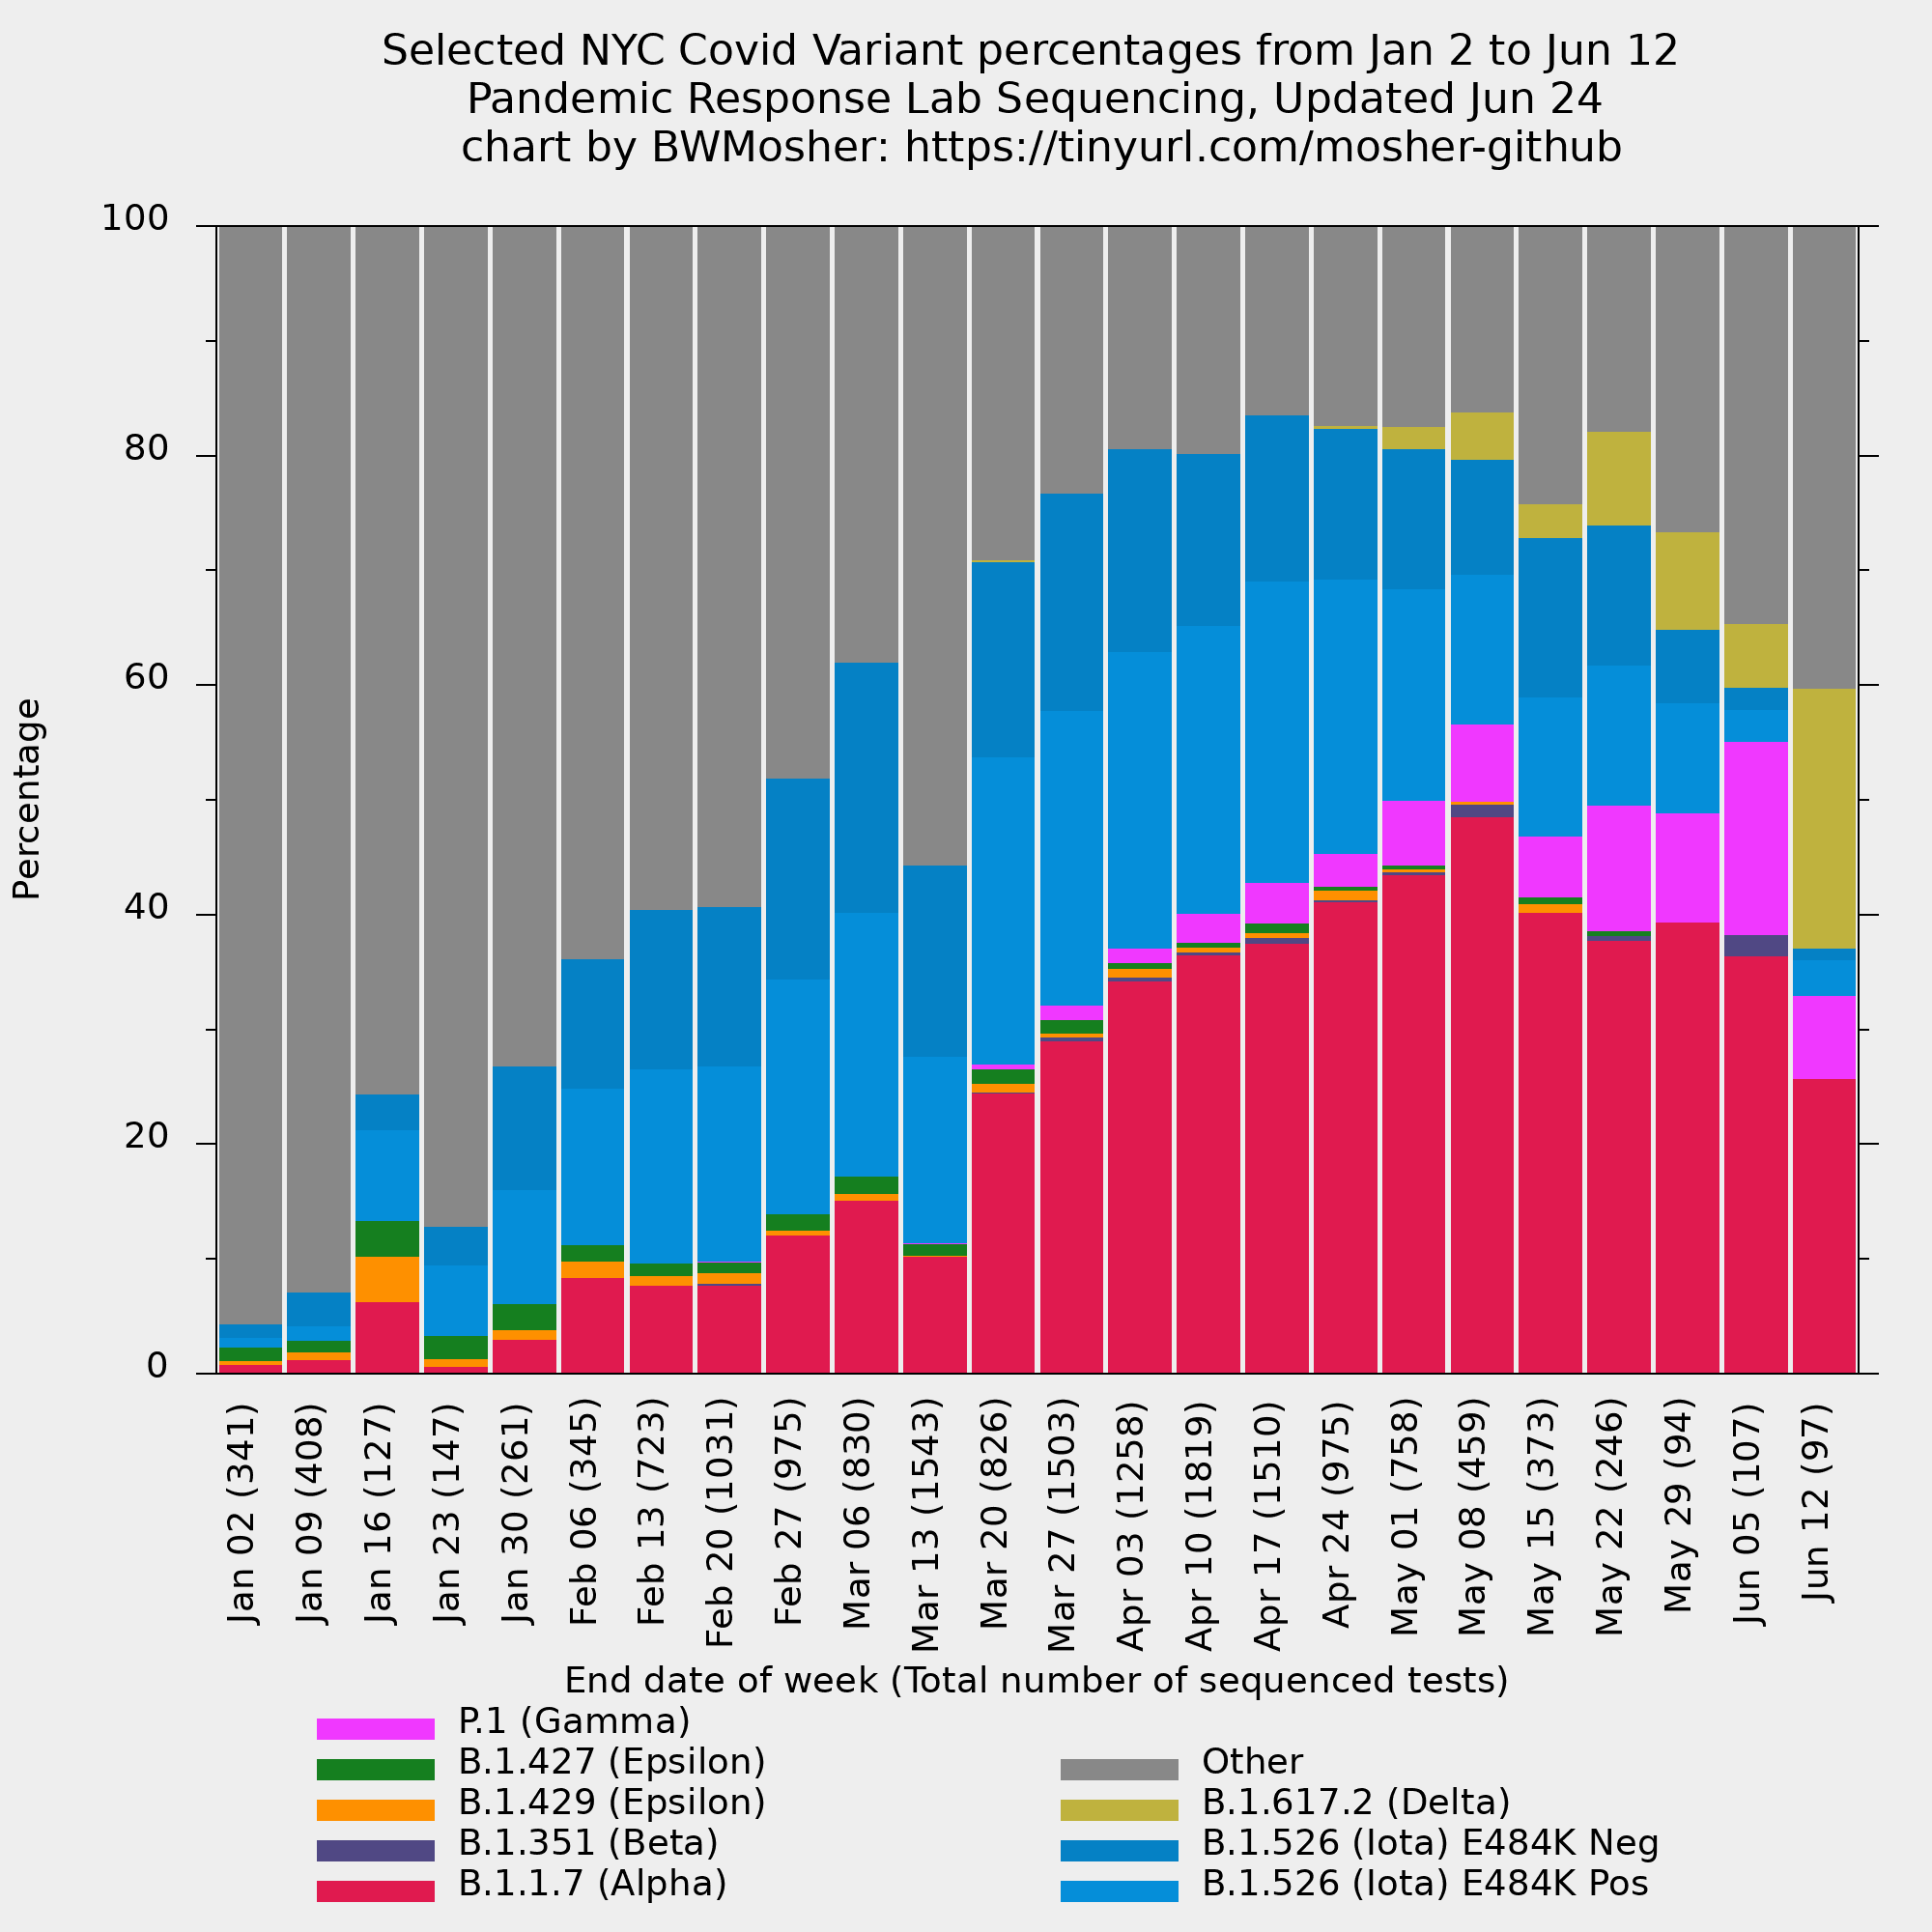 Selected NYC Covid Variant percentages from Jan 2 to Jun 12
Pandemic Response Lab Sequencing, Updated Jun 24
chart by BWMosher: https://tinyurl.com/mosher-github
100
80
60
40
20
0
Percentage
Jan 02 (341)
Jan 09 (408)
Jan 16 (127)
Jan 23 (147)
Jan 30 (261)
Feb 06 (345)
Feb 13 (723)
Feb 20 (1031)
Feb 27 (975)
Mar 06 (830)
Mar 13 (1543)
Mar 20 (826)
Mar 27 (1503)
Apr 03 (1258)
Apr 10 (1819)
Apr 17 (1510)
Apr 24 (975)
May 01 (758)
May 08 (459)
May 15 (373)
May 22 (246)
May 29 (94)
Jun 05 (107)
Jun 12 (97)
End date of week (Total number of sequenced tests)
P.1 (Gamma)
B.1.427 (Epsilon)
B.1.429 (Epsilon)
B.1.351 (Beta)
B.1.1.7 (Alpha)
Other
B.1.617.2 (Delta)
B.1.526 (Iota) E484K Neg
B.1.526 (Iota) E484K Pos